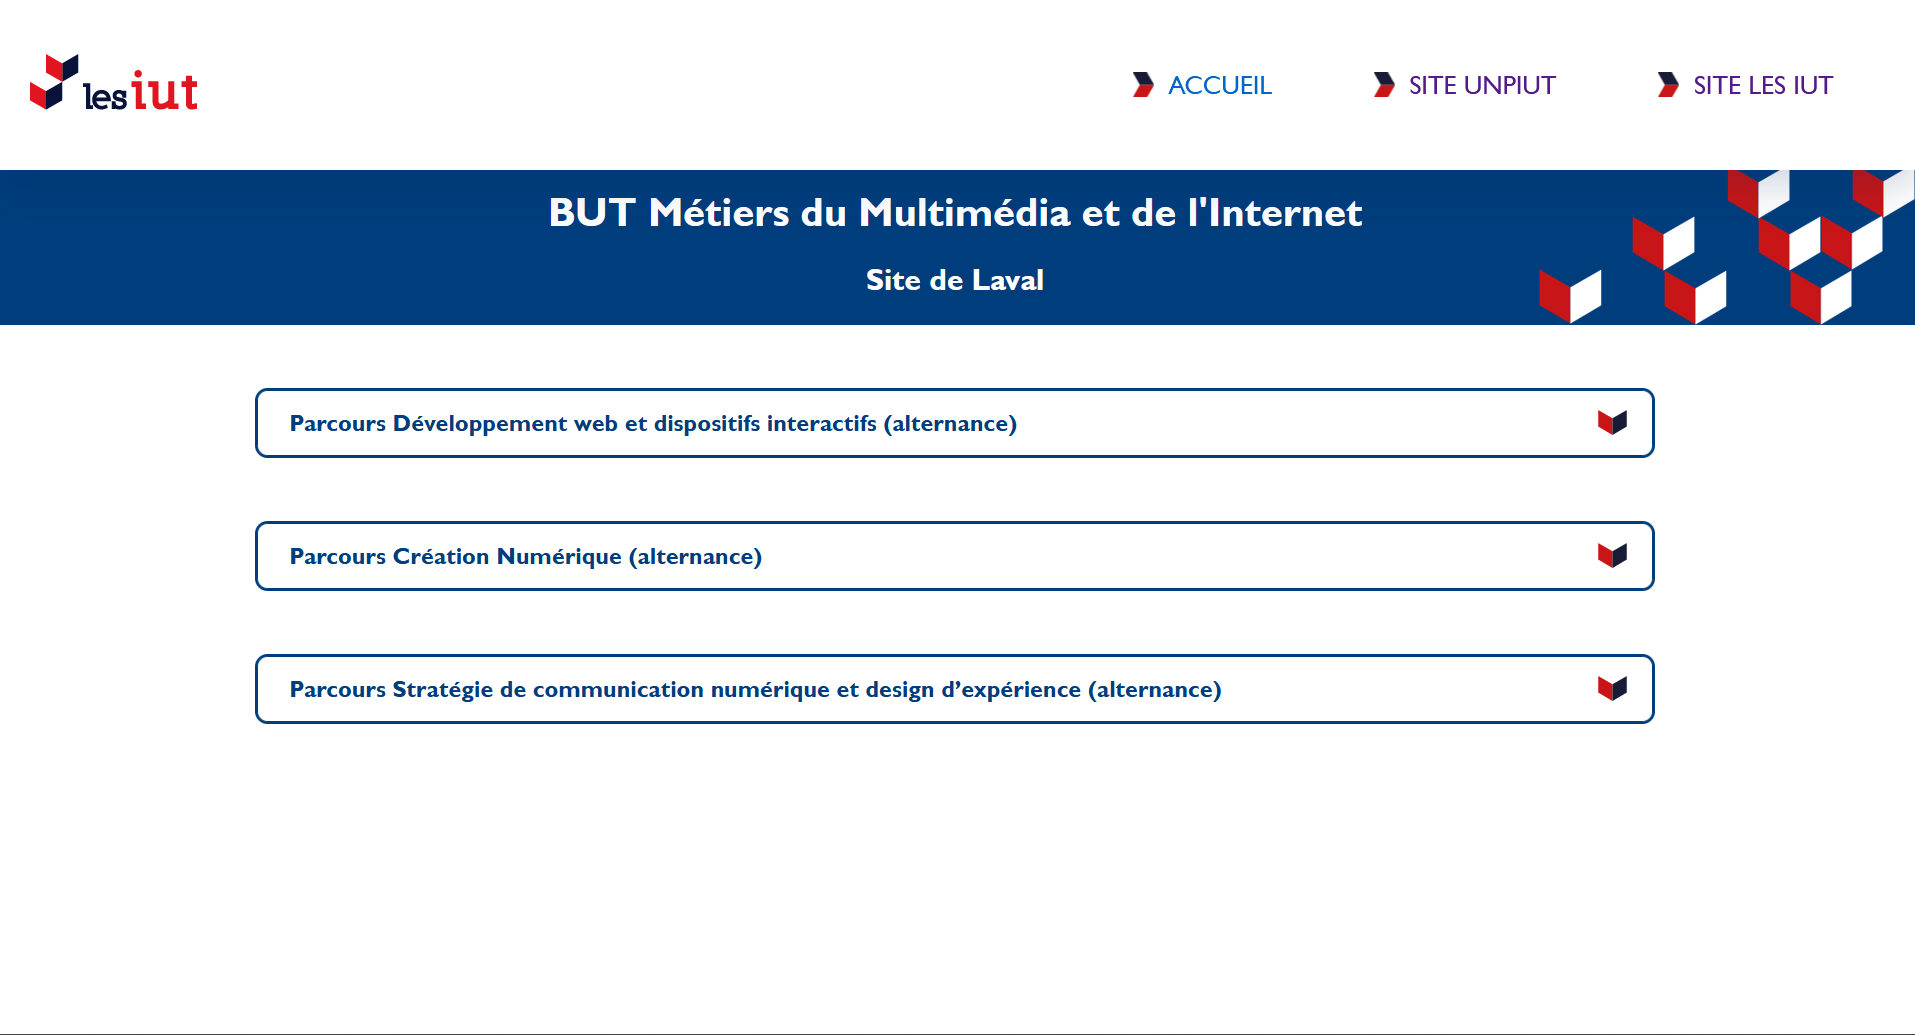 les iut
ACCUEIL
SITE UNPIUT
SITE LES IUT
BUT Métiers du Multimédia et de l'Internet
Site de Laval
Parcours Développement web et dispositifs interactifs (alternance)
Parcours Création Numérique (alternance)
Parcours Stratégie de communication numérique et design d’expérience (alternance)